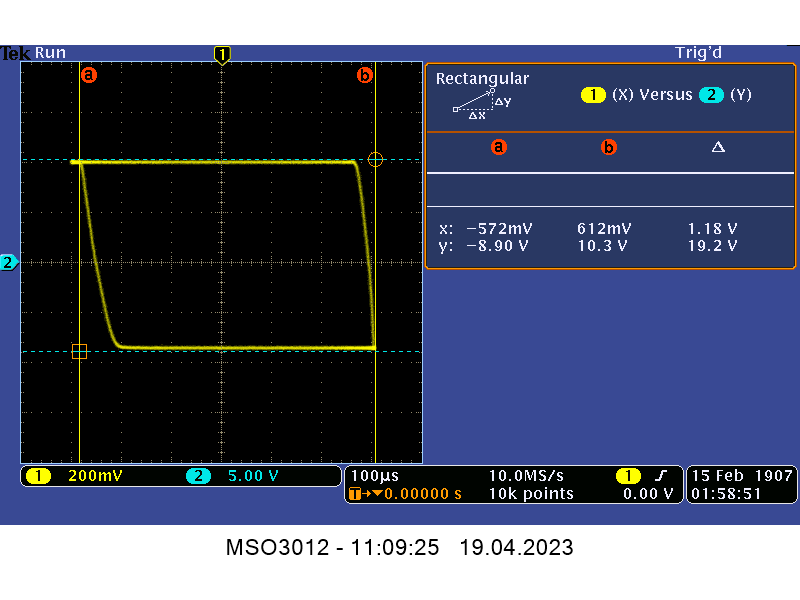 Tek Run
Trig'd
1
a
b
2
Rectangular
ΔY
ΔX
1 (X) Versus 2 (Y)
a b Δ
x: −572mV 612mV 1.18 V
y: −8.90 V 10.3 V 19.2 V
1 200mV 2 5.00 V
100µs 10.0MS/s 1
T→▼0.00000 s 10k points 0.00 V
15 Feb 1907
01:58:51
MSO3012 - 11:09:25 19.04.2023